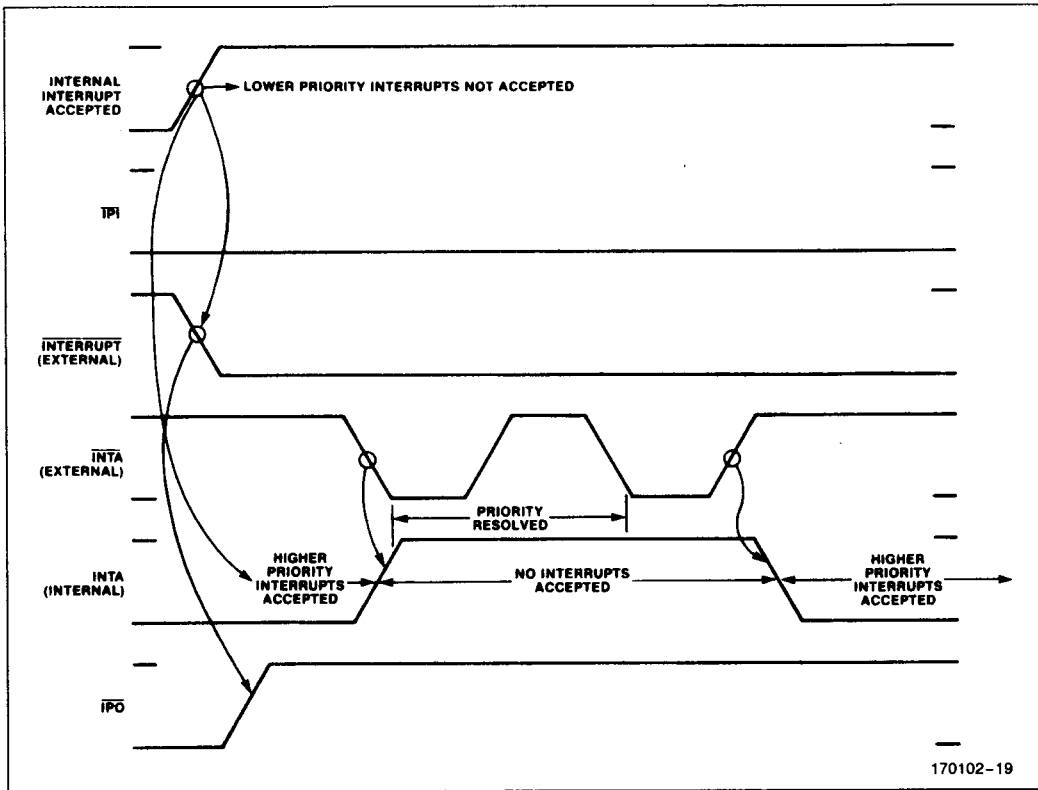 INTERNAL
INTERRUPT
ACCEPTED
LOWER PRIORITY INTERRUPTS NOT ACCEPTED
IPI
INTERRUPT
(EXTERNAL)
INTA
(EXTERNAL)
PRIORITY
RESOLVED
INTA
(INTERNAL)
HIGHER
PRIORITY
INTERRUPTS
ACCEPTED
NO INTERRUPTS
ACCEPTED
HIGHER
PRIORITY
INTERRUPTS
ACCEPTED
IPO
170102-19